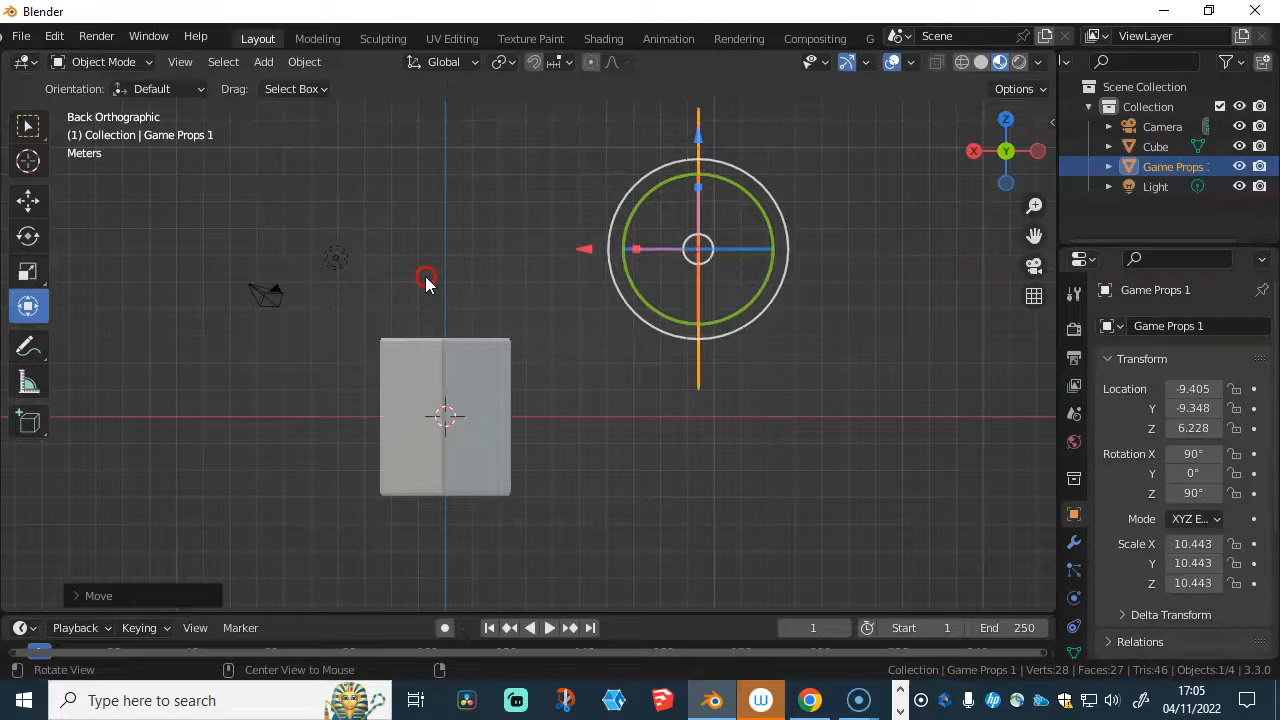 Blender
File Edit Render Window Help Layout Modeling Sculpting UV Editing Texture Paint Shading Animation Rendering Compositing G Scene ViewLayer
Object Mode View Select Add Object Global
Orientation: Default Drag: Select Box Options
Back Orthographic
(1) Collection | Game Props 1
Meters
X Y Z
Scene Collection
Collection
Camera
Cube
Game Props 1
Light
Game Props 1
Game Props 1
Transform
Location -9.405
Y -9.348
Z 6.228
Rotation X 90°
Y 0°
Z 90°
Mode XYZ E...
Scale X 10.443
Y 10.443
Z 10.443
Delta Transform
Relations
Move
Playback Keying View Marker 1 Start 1 End 250
Rotate View Center View to Mouse Collection | Game Props 1 | Verts:28 | Faces:27 | Tris:46 | Objects:1/4 | 3.3.0
Type here to search
17:05
04/11/2022